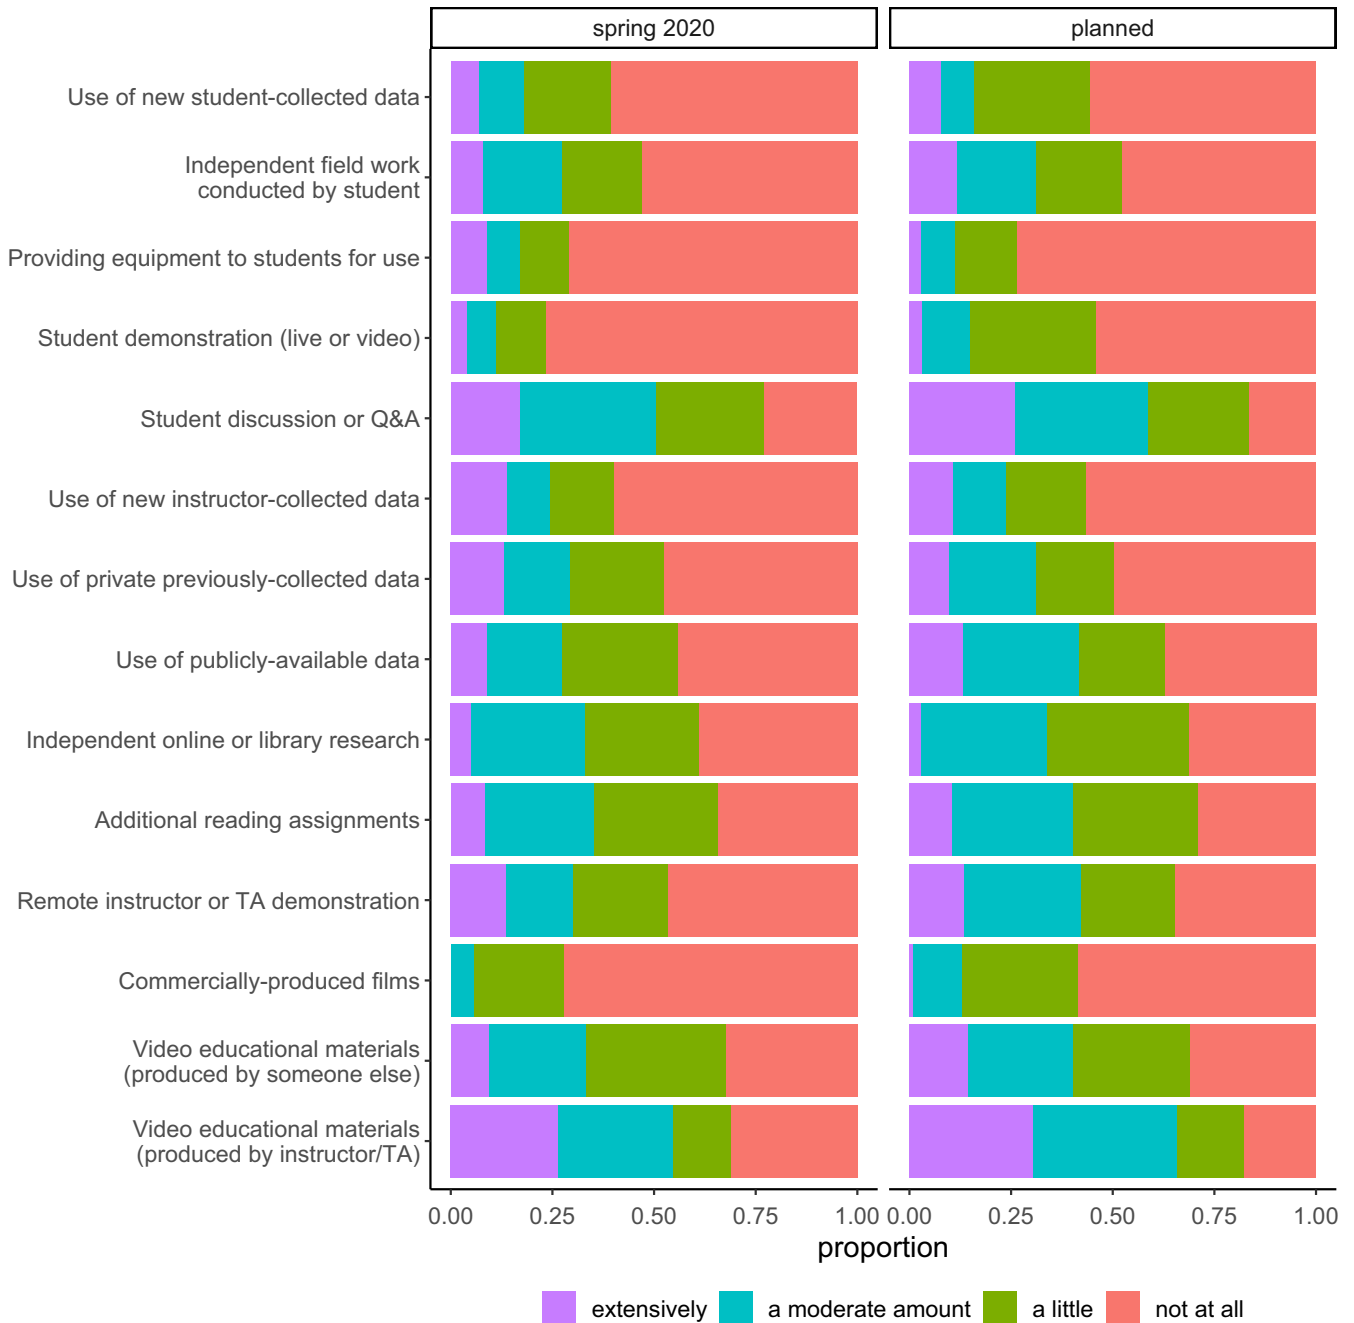 spring 2020 planned
Use of new student-collected data
Independent field work
conducted by student
Providing equipment to students for use
Student demonstration (live or video)
Student discussion or Q&A
Use of new instructor-collected data
Use of private previously-collected data
Use of publicly-available data
Independent online or library research
Additional reading assignments
Remote instructor or TA demonstration
Commercially-produced films
Video educational materials
(produced by someone else)
Video educational materials
(produced by instructor/TA)
0.00 0.25 0.50 0.75 1.00 0.00 0.25 0.50 0.75 1.00
proportion
extensively a moderate amount a little not at all